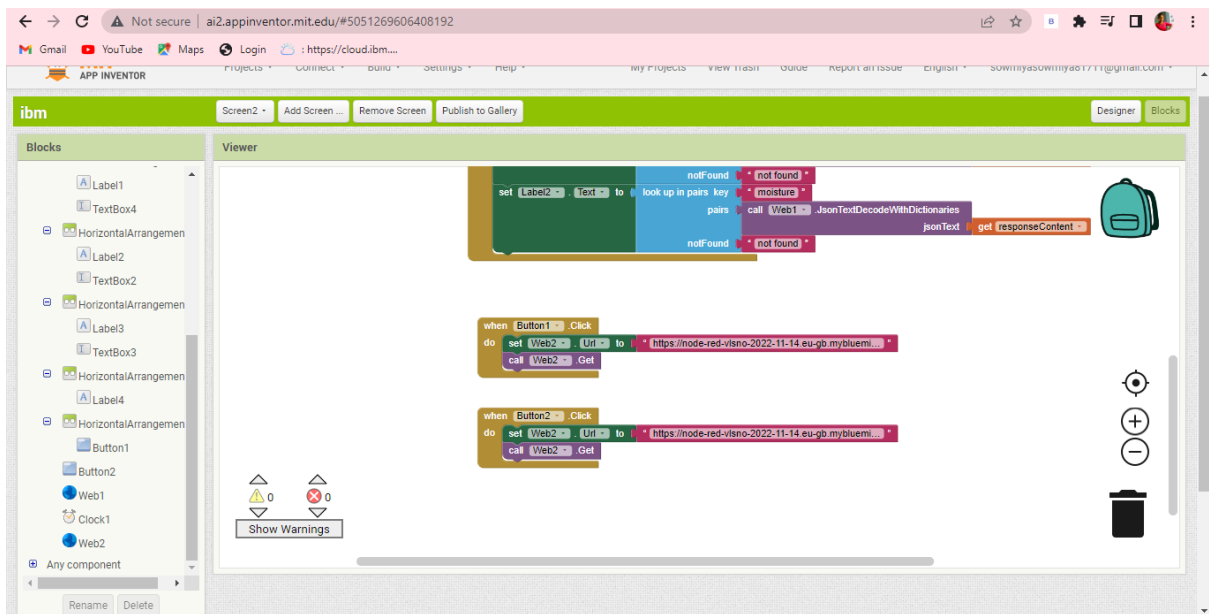 Not secure | ai2.appinventor.mit.edu/#5051269606408192
Gmail YouTube Maps Login : https://cloud.ibm....
APP INVENTOR Projects Connect Build Settings Help My Projects View Trash Guide Report an Issue English sowmiyasowmiya81711@gmail.com
ibm Screen2 Add Screen ... Remove Screen Publish to Gallery Designer Blocks
Blocks Viewer
Label1
TextBox4
HorizontalArrangemen
Label2
TextBox2
HorizontalArrangemen
Label3
TextBox3
HorizontalArrangemen
Label4
HorizontalArrangemen
Button1
Button2
Web1
Clock1
Web2
Any component
Rename Delete
notFound " not found "
set Label2 . Text to look up in pairs key " moisture "
pairs call Web1 .JsonTextDecodeWithDictionaries
jsonText get responseContent
notFound " not found "
when Button1 .Click
do set Web2 . Url to " https://node-red-vlsno-2022-11-14.eu-gb.mybluemi... "
call Web2 .Get
when Button2 .Click
do set Web2 . Url to " https://node-red-vlsno-2022-11-14.eu-gb.mybluemi... "
call Web2 .Get
0 0
Show Warnings